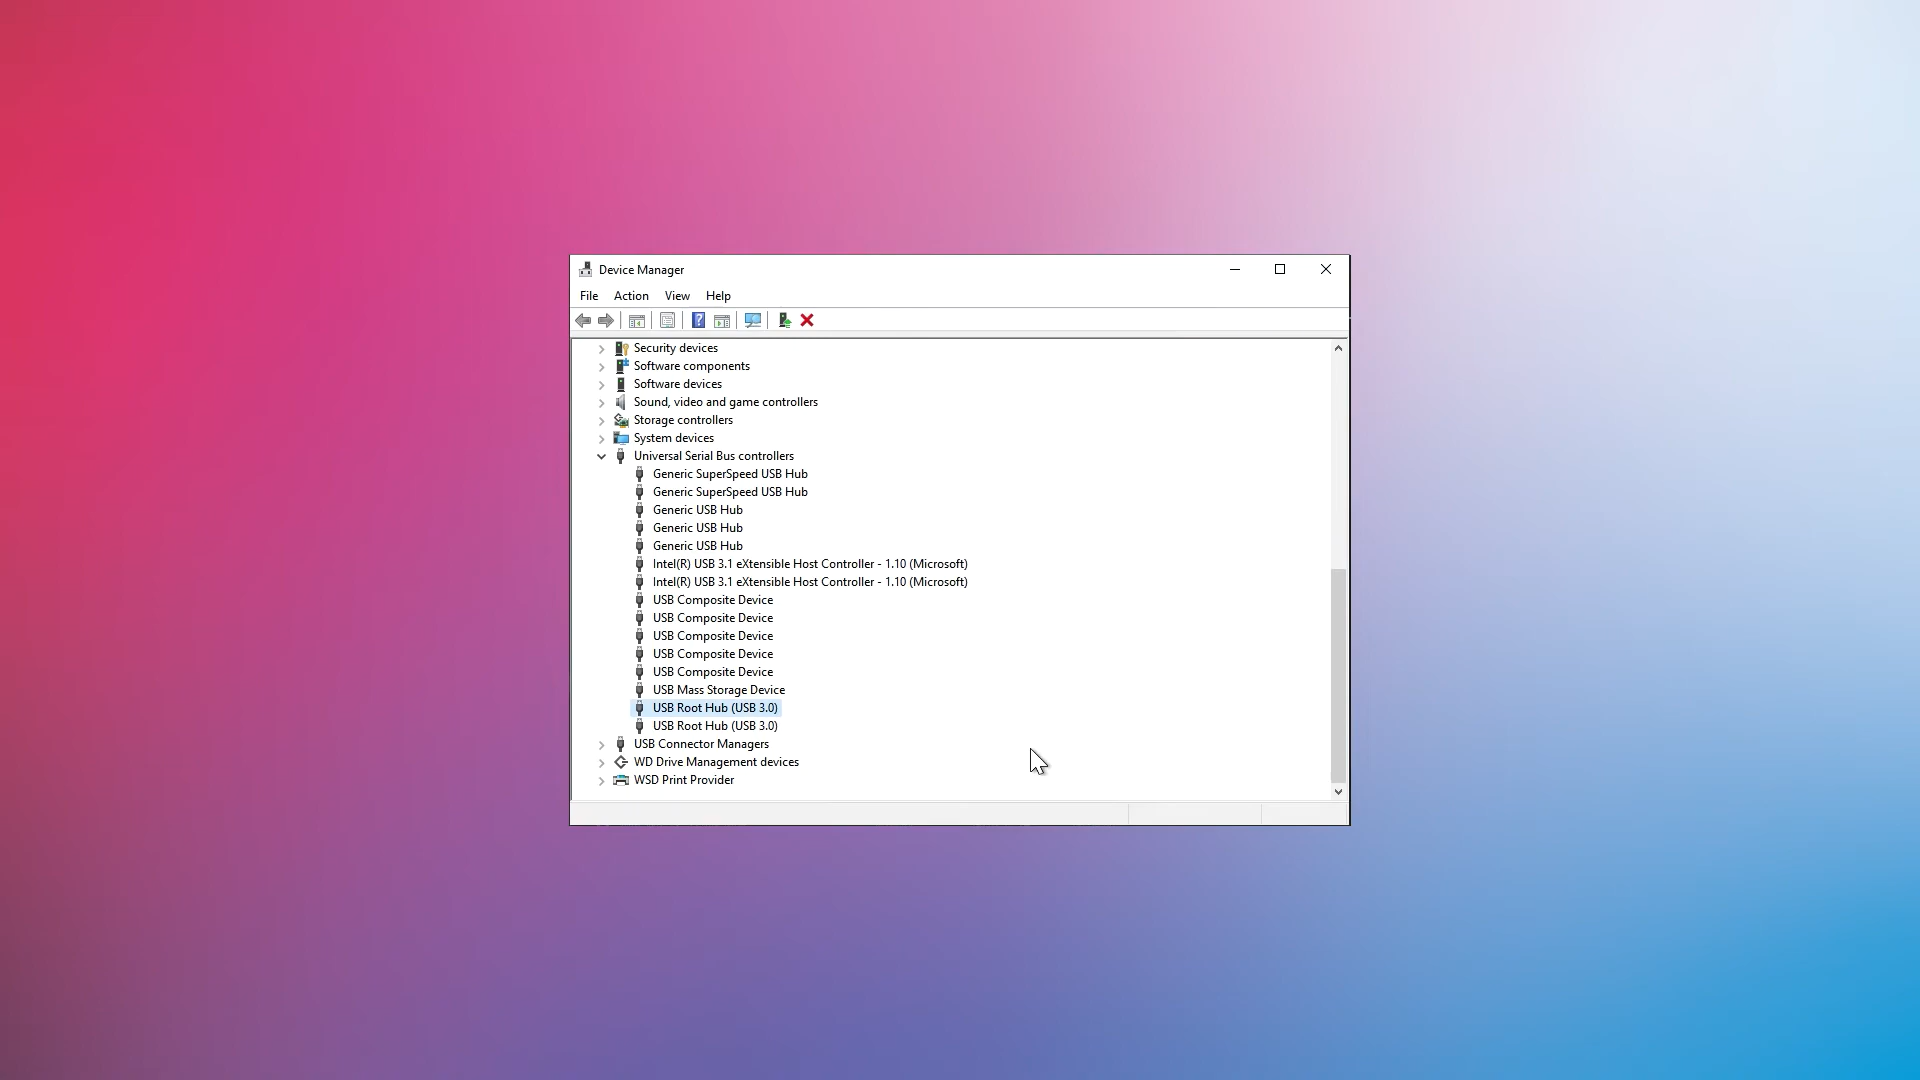 Device Manager
File Action View Help
Security devices
Software components
Software devices
Sound, video and game controllers
Storage controllers
System devices
Universal Serial Bus controllers
Generic SuperSpeed USB Hub
Generic SuperSpeed USB Hub
Generic USB Hub
Generic USB Hub
Generic USB Hub
Intel(R) USB 3.1 eXtensible Host Controller - 1.10 (Microsoft)
Intel(R) USB 3.1 eXtensible Host Controller - 1.10 (Microsoft)
USB Composite Device
USB Composite Device
USB Composite Device
USB Composite Device
USB Composite Device
USB Mass Storage Device
USB Root Hub (USB 3.0)
USB Root Hub (USB 3.0)
USB Connector Managers
WD Drive Management devices
WSD Print Provider